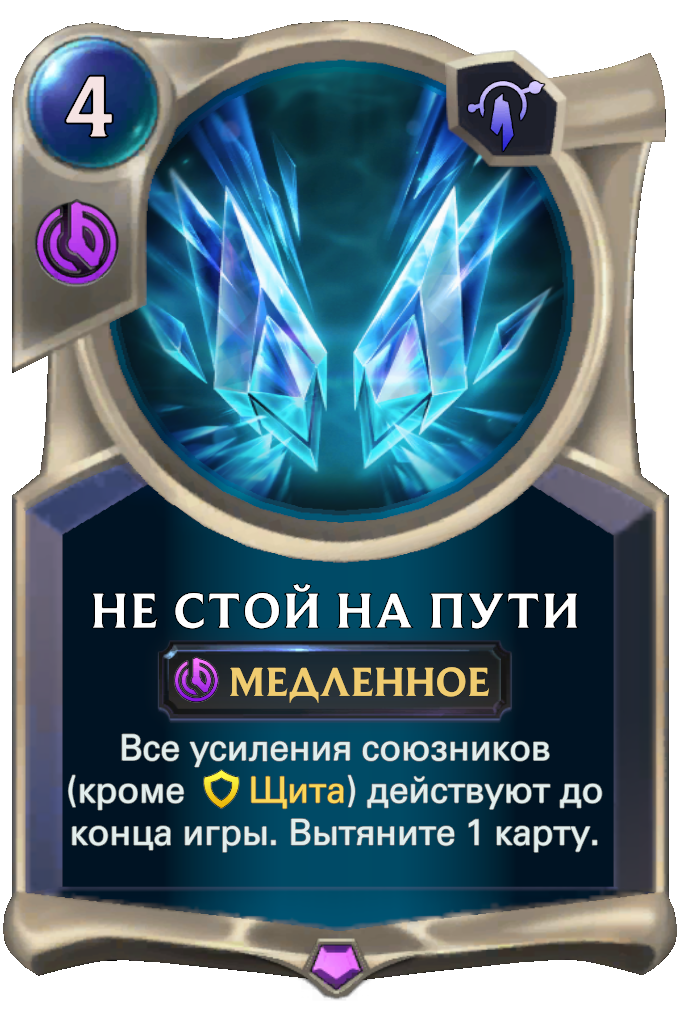 4
НЕ СТОЙ НА ПУТИ
МЕДЛЕННОЕ
Все усиления союзников
(кроме Щита) действуют до
конца игры. Вытяните 1 карту.